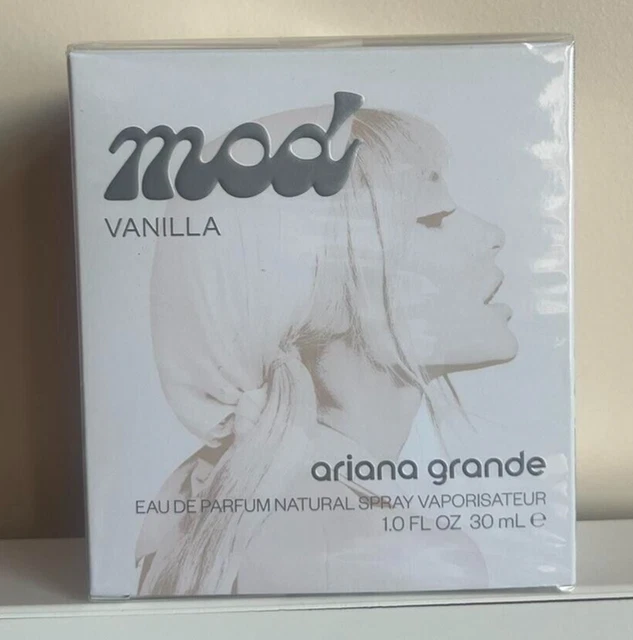 mod
VANILLA
ariana grande
EAU DE PARFUM NATURAL SPRAY VAPORISATEUR
1.0 FL OZ 30 mL ℮